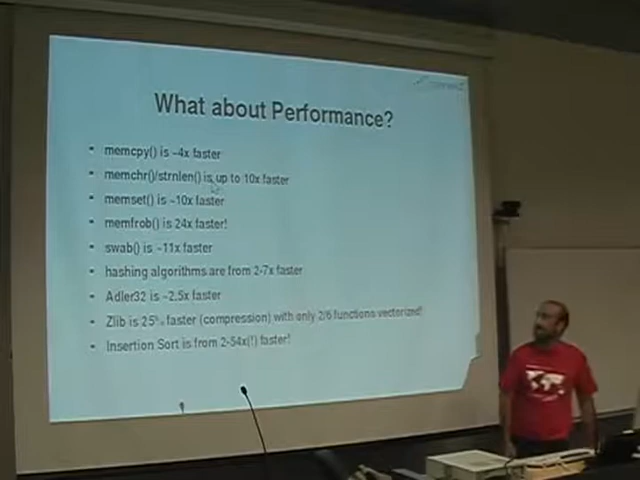 What about Performance?
• memcpy() is ~4x faster
• memchr()/strnlen() is up to 10x faster
• memset() is ~10x faster
• memfrob() is 24x faster!
• swab() is ~11x faster
• hashing algorithms are from 2-7x faster
• Adler32 is ~2.5x faster
• Zlib is 25% faster (compression) with only 2/6 functions vectorized!
• Insertion Sort is from 2-54x(!) faster!